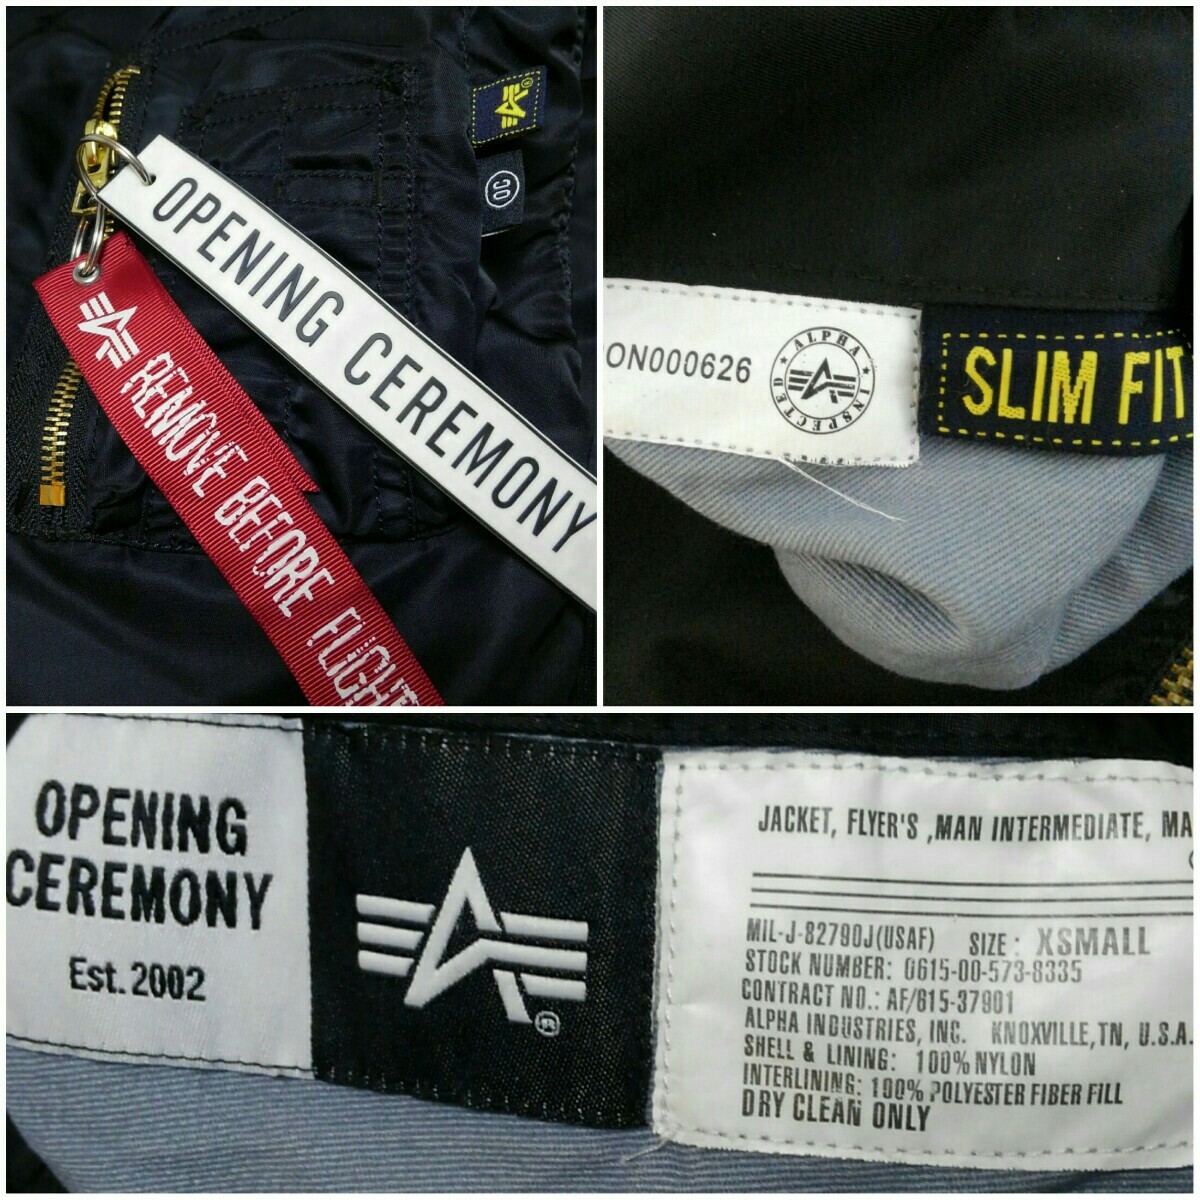 OPENING CEREMONY
REMOVE BEFORE FLIGHT
OC
ON000626
ALPHA
INSPECTED
SLIM FIT
OPENING
CEREMONY
Est. 2002
®
JACKET, FLYER'S ,MAN INTERMEDIATE, MA
MIL-J-82790J(USAF) SIZE : XSMALL
STOCK NUMBER: 0615-00-573-8335
CONTRACT NO.: AF/615-37901
ALPHA INDUSTRIES, INC. KNOXVILLE,TN, U.S.A.
SHELL & LINING: 100% NYLON
INTERLINING: 100% POLYESTER FIBER FILL
DRY CLEAN ONLY